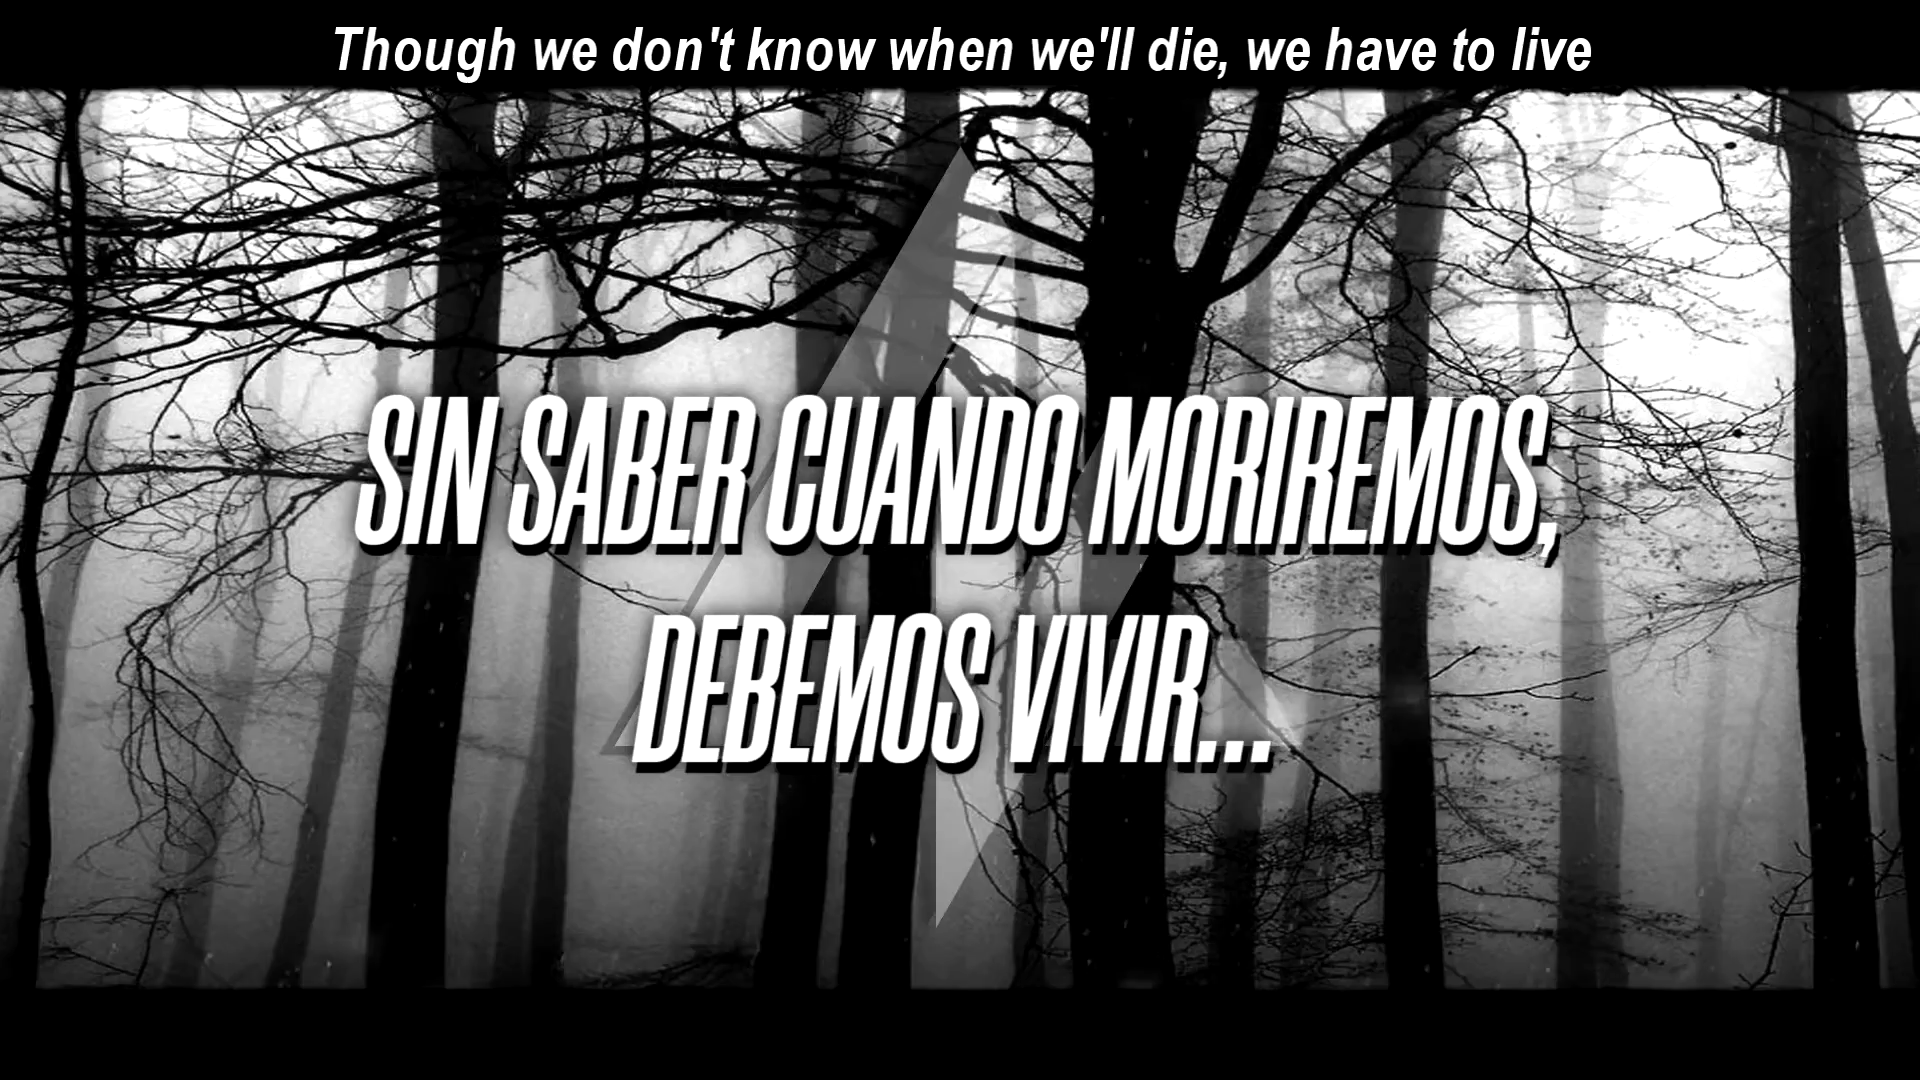 Though we don't know when we'll die, we have to live
SIN SABER CUANDO MORIREMOS,
DEBEMOS VIVIR...